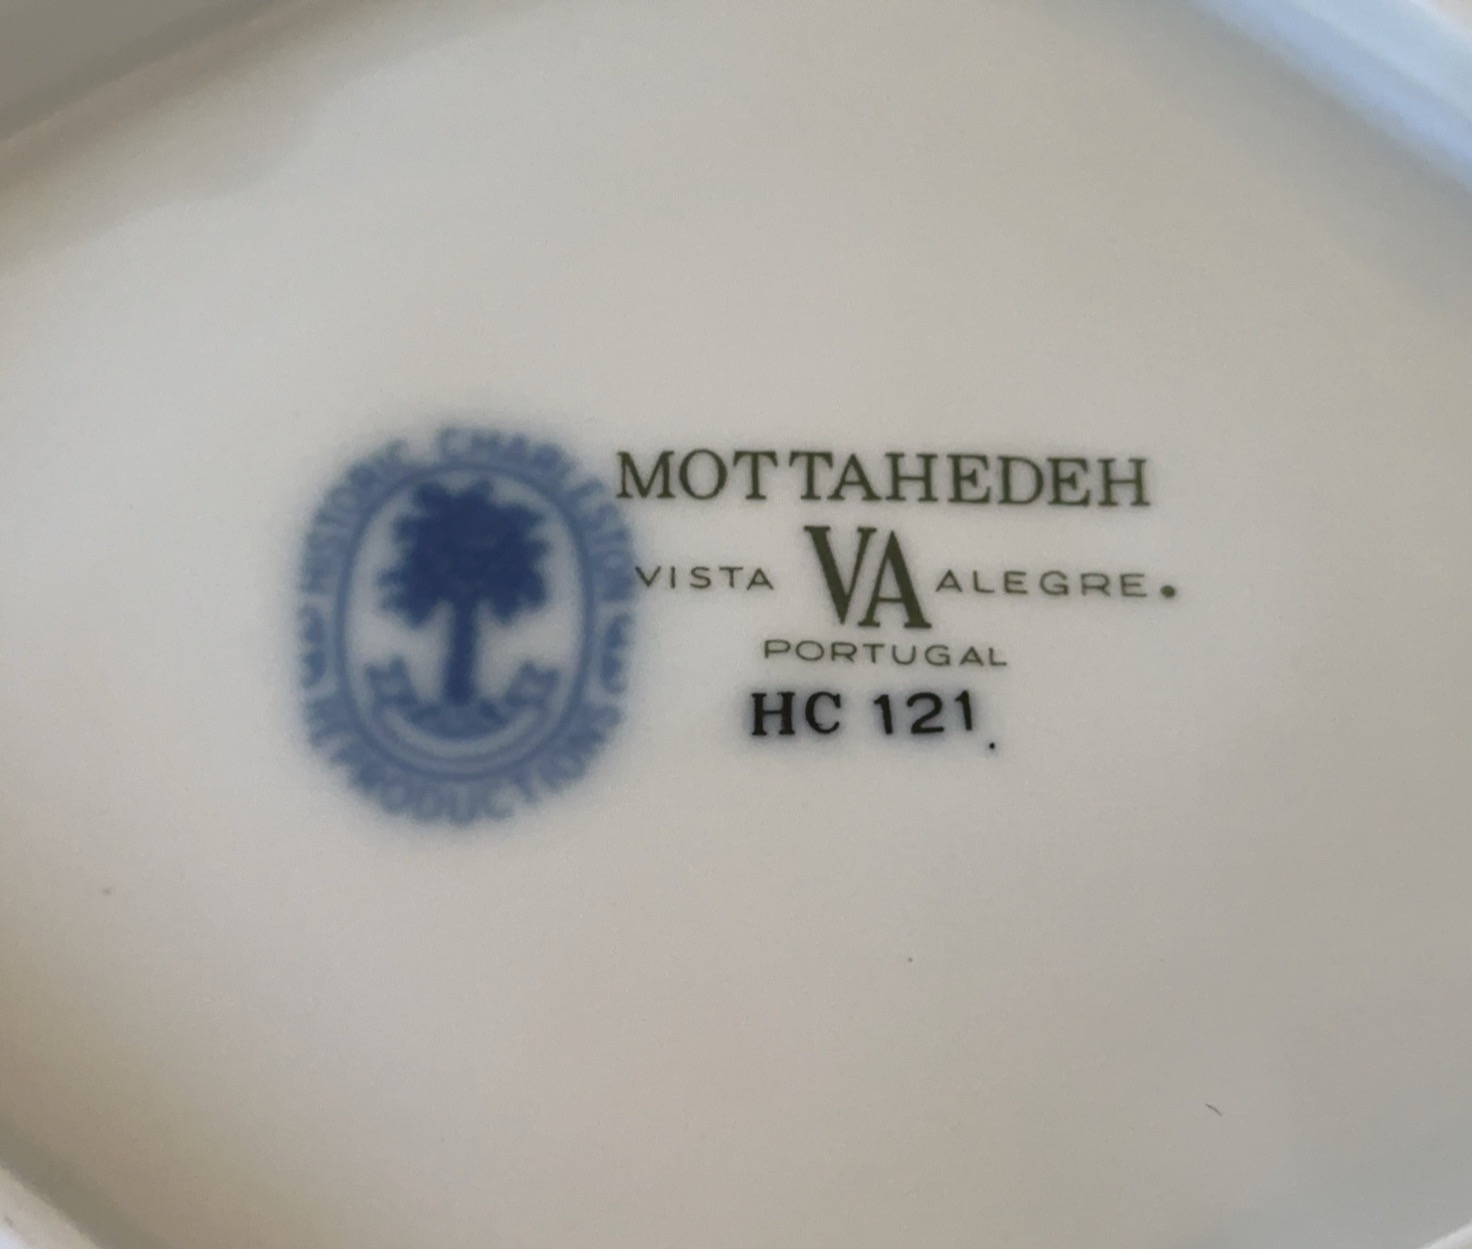 HISTORIC CHARLESTON
REPRODUCTIONS
MOTTAHEDEH
VISTA VA ALEGRE.
PORTUGAL
HC 121